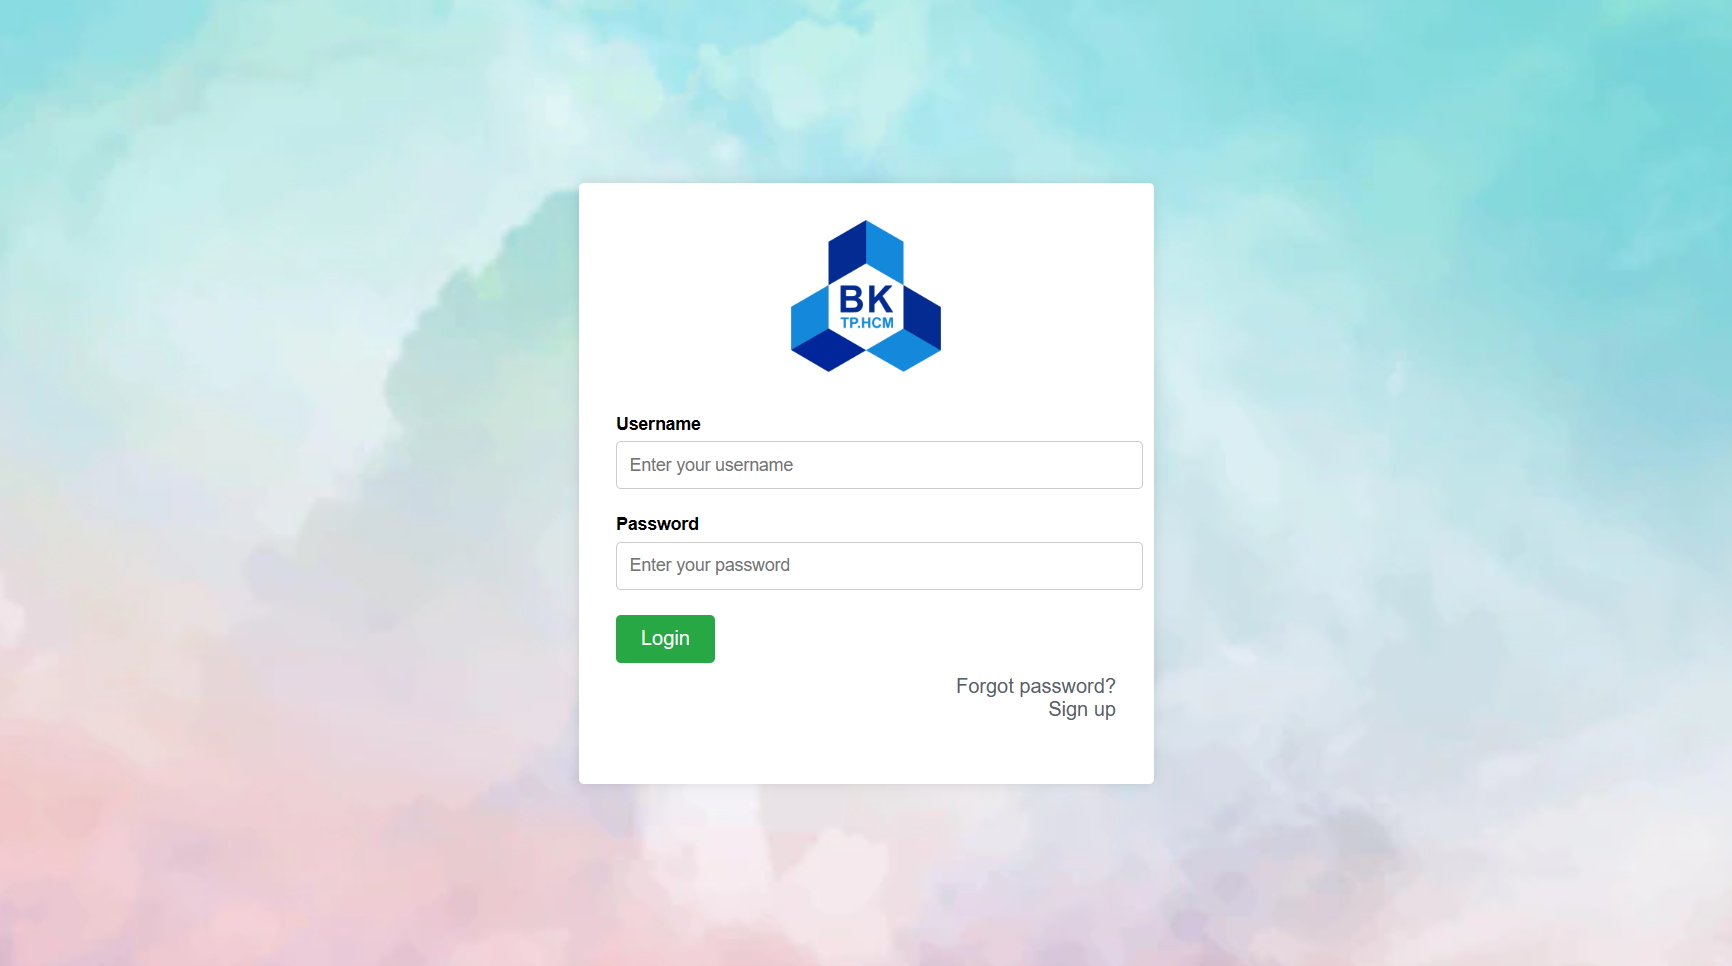 BK
TP.HCM
Username
Enter your username
Password
Enter your password
Login
Forgot password?
Sign up